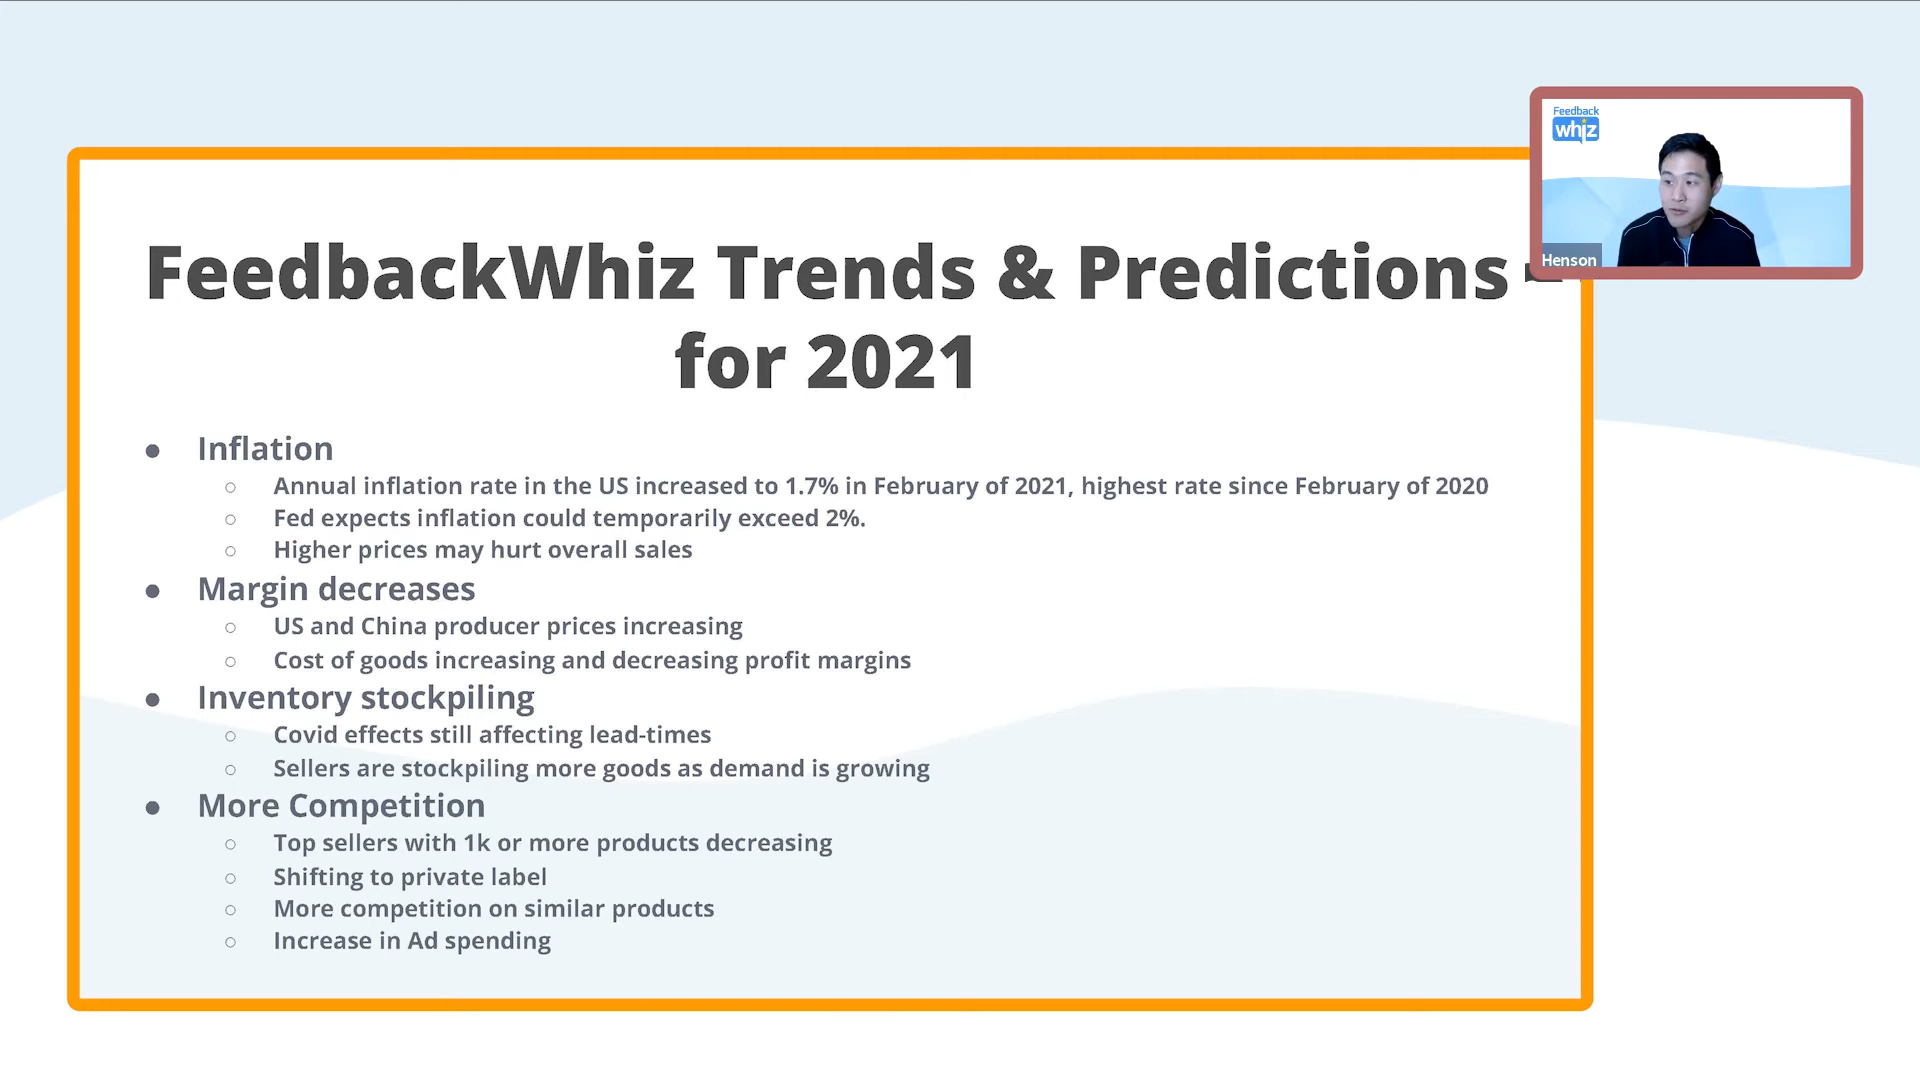 Feedback
whiz
Henson
FeedbackWhiz Trends & Predictions -
for 2021
● Inflation
○ Annual inflation rate in the US increased to 1.7% in February of 2021, highest rate since February of 2020
○ Fed expects inflation could temporarily exceed 2%.
○ Higher prices may hurt overall sales
● Margin decreases
○ US and China producer prices increasing
○ Cost of goods increasing and decreasing profit margins
● Inventory stockpiling
○ Covid effects still affecting lead-times
○ Sellers are stockpiling more goods as demand is growing
● More Competition
○ Top sellers with 1k or more products decreasing
○ Shifting to private label
○ More competition on similar products
○ Increase in Ad spending